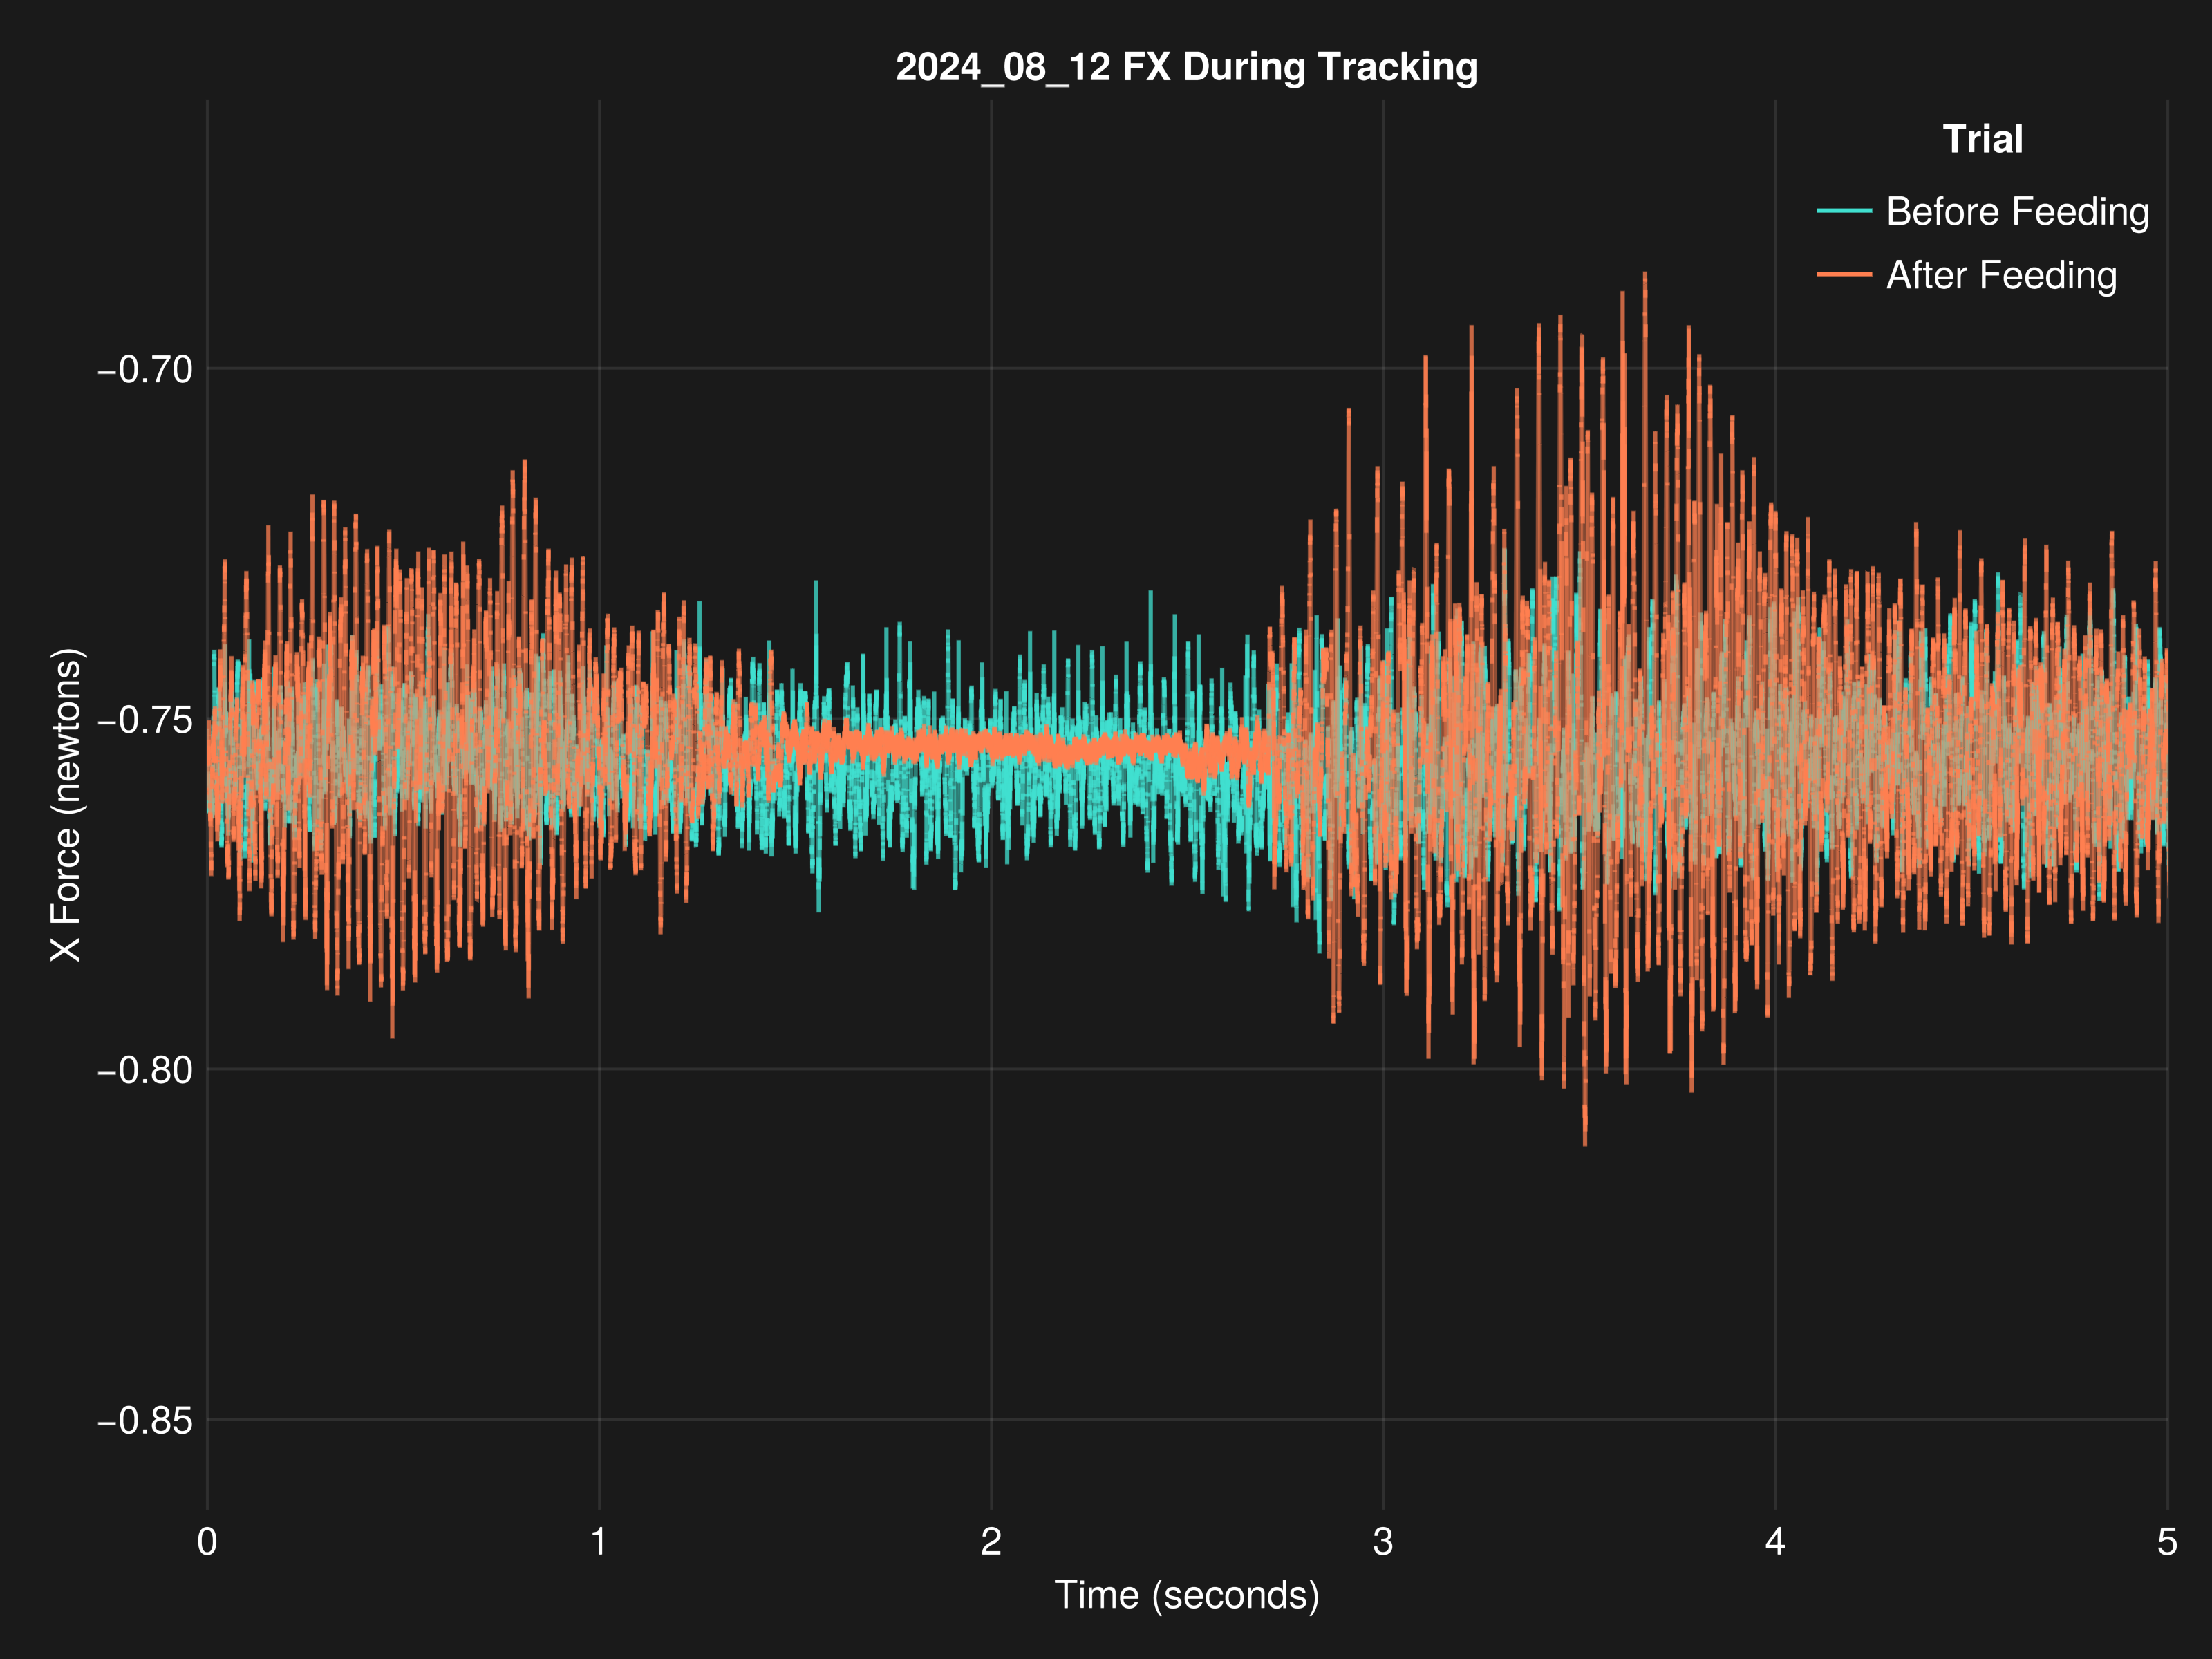 2024_08_12 FX During Tracking
Trial
Before Feeding
After Feeding
X Force (newtons)
−0.70
−0.75
−0.80
−0.85
0 1 2 3 4 5
Time (seconds)